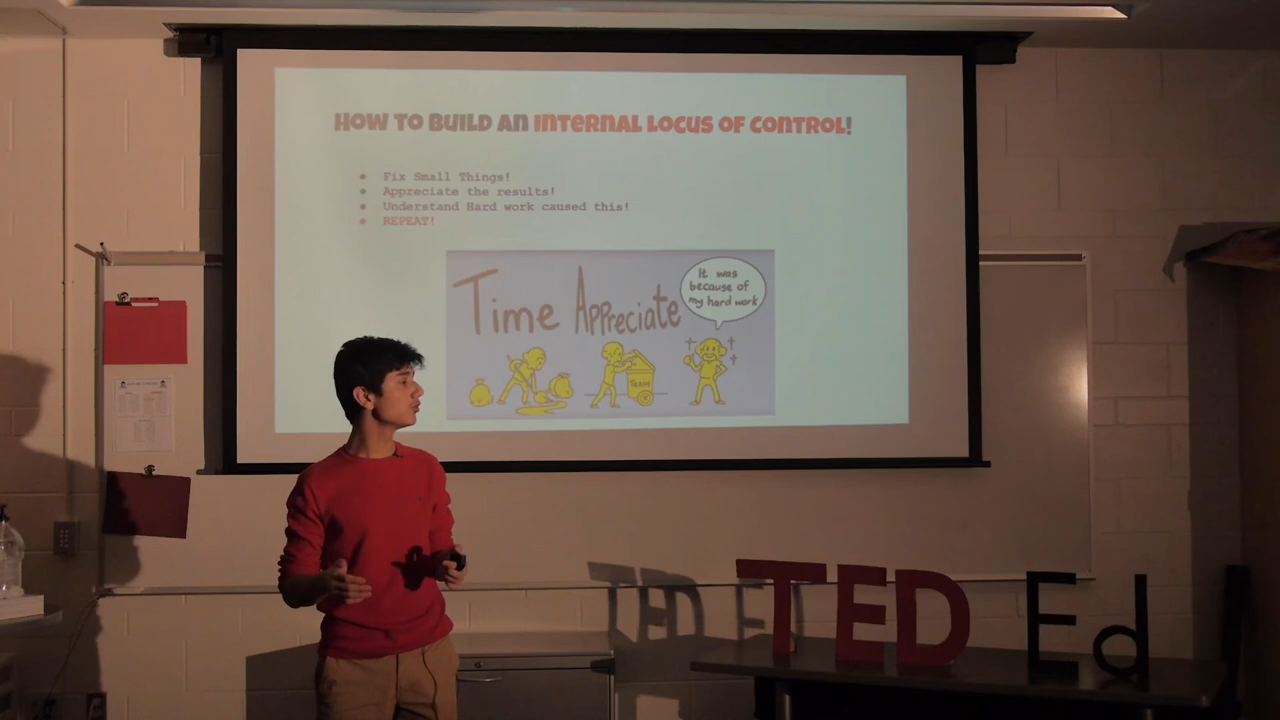 HOW TO BUILD AN INTERNAL LOCUS OF CONTROL!
Fix Small Things!
Appreciate the results!
Understand Hard work caused this!
REPEAT!
Time Appreciate
It was
because of
my hard work
TRASH
TED Ed